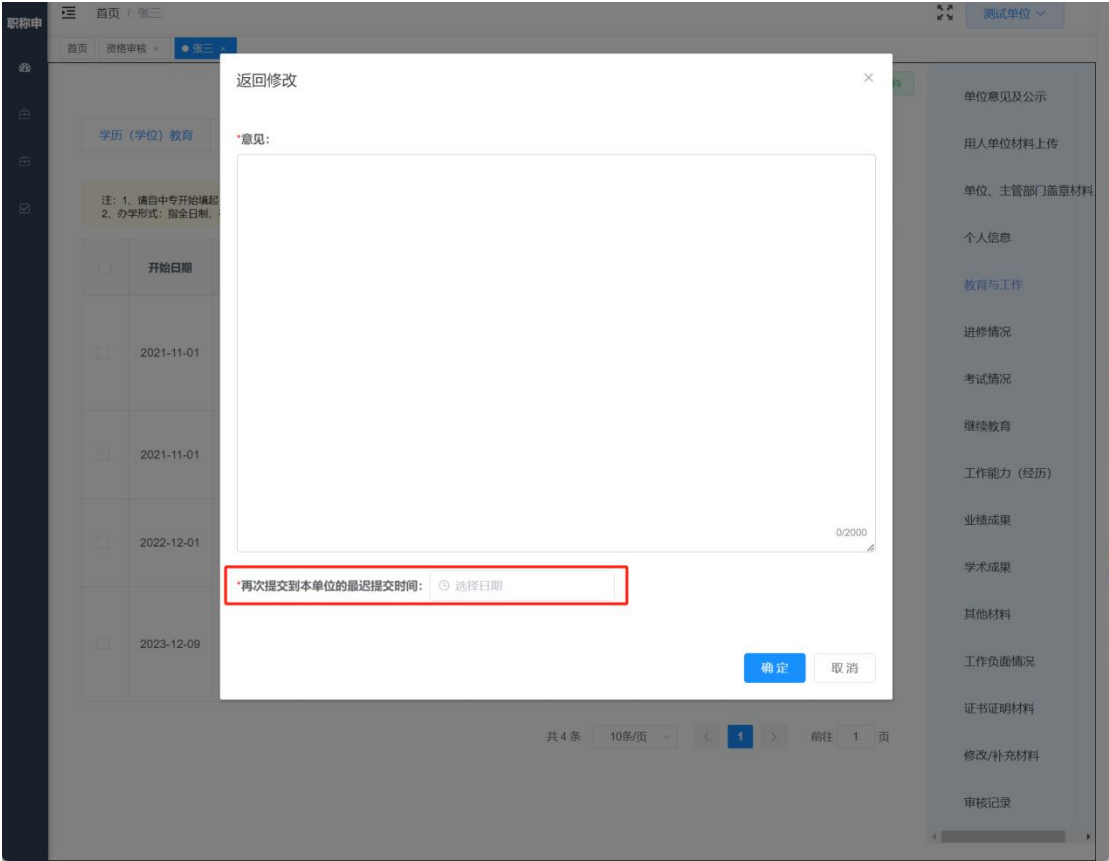 职称申
首页 / 张三
测试单位
首页
资格审核 ×
张三 ×
返回修改
料
学历（学位）教育
*意见：
注：1、请自中专开始填起
2、办学形式：指全日制、
开始日期
2021-11-01
2021-11-01
2022-12-01
2023-12-09
0/2000
*再次提交到本单位的最迟提交时间：
选择日期
确定
取消
共4条
10条/页
1
前往 1 页
单位意见及公示
用人单位材料上传
单位、主管部门盖章材料
个人信息
教育与工作
进修情况
考试情况
继续教育
工作能力（经历）
业绩成果
学术成果
其他材料
工作负面情况
证书证明材料
修改/补充材料
审核记录